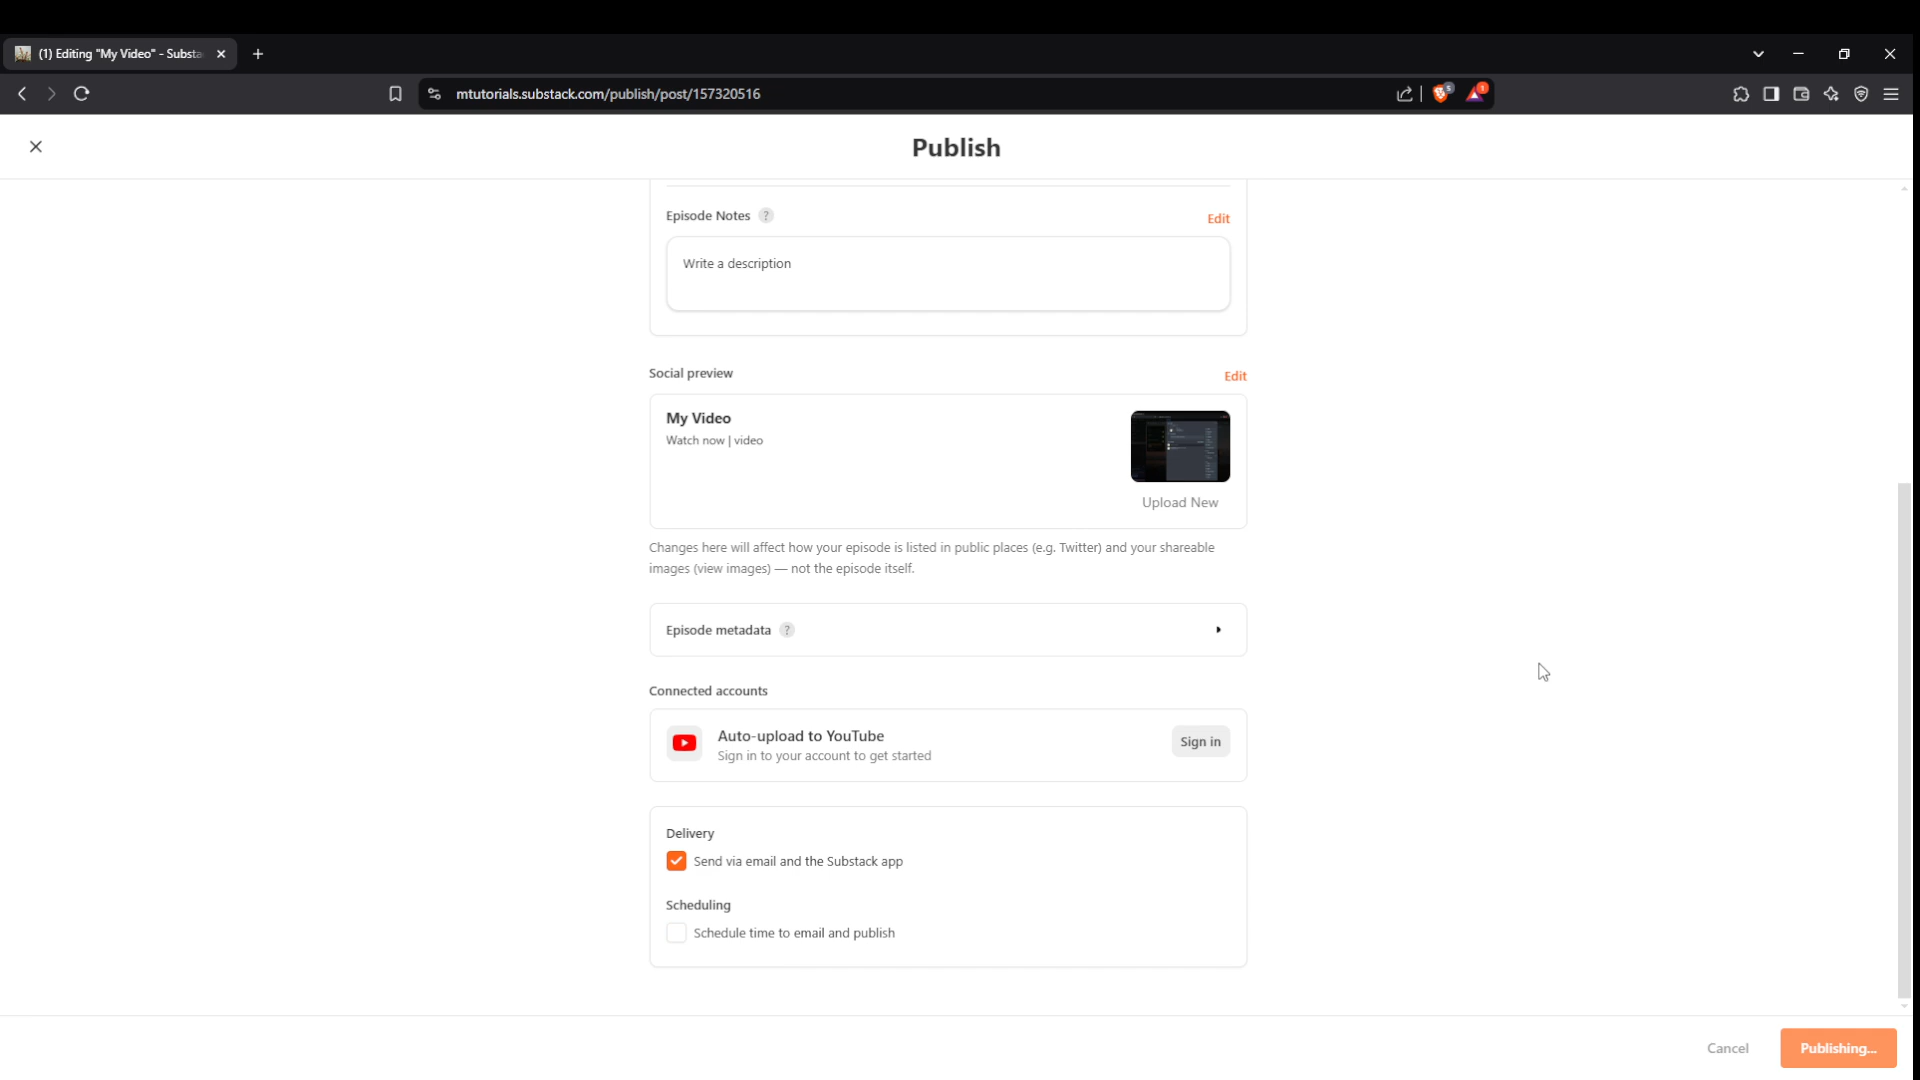 (1) Editing "My Video" - Substa
mtutorials.substack.com/publish/post/157320516
5
1
Publish
Episode Notes ?
Edit
Write a description
Social preview
Edit
My Video
Watch now | video
Upload New
Changes here will affect how your episode is listed in public places (e.g. Twitter) and your shareable
images (view images) — not the episode itself.
Episode metadata ?
Connected accounts
Auto-upload to YouTube
Sign in to your account to get started
Sign in
Delivery
Send via email and the Substack app
Scheduling
Schedule time to email and publish
Cancel
Publishing...